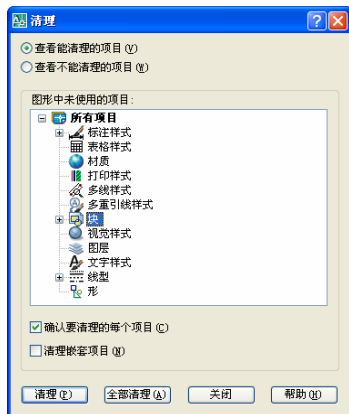 清理
查看能清理的项目(V)
查看不能清理的项目(W)
图形中未使用的项目:
所有项目
标注样式
表格样式
材质
打印样式
多线样式
多重引线样式
块
视觉样式
图层
文字样式
线型
形
确认要清理的每个项目(C)
清理嵌套项目(N)
清理(P) 全部清理(A) 关闭 帮助(H)